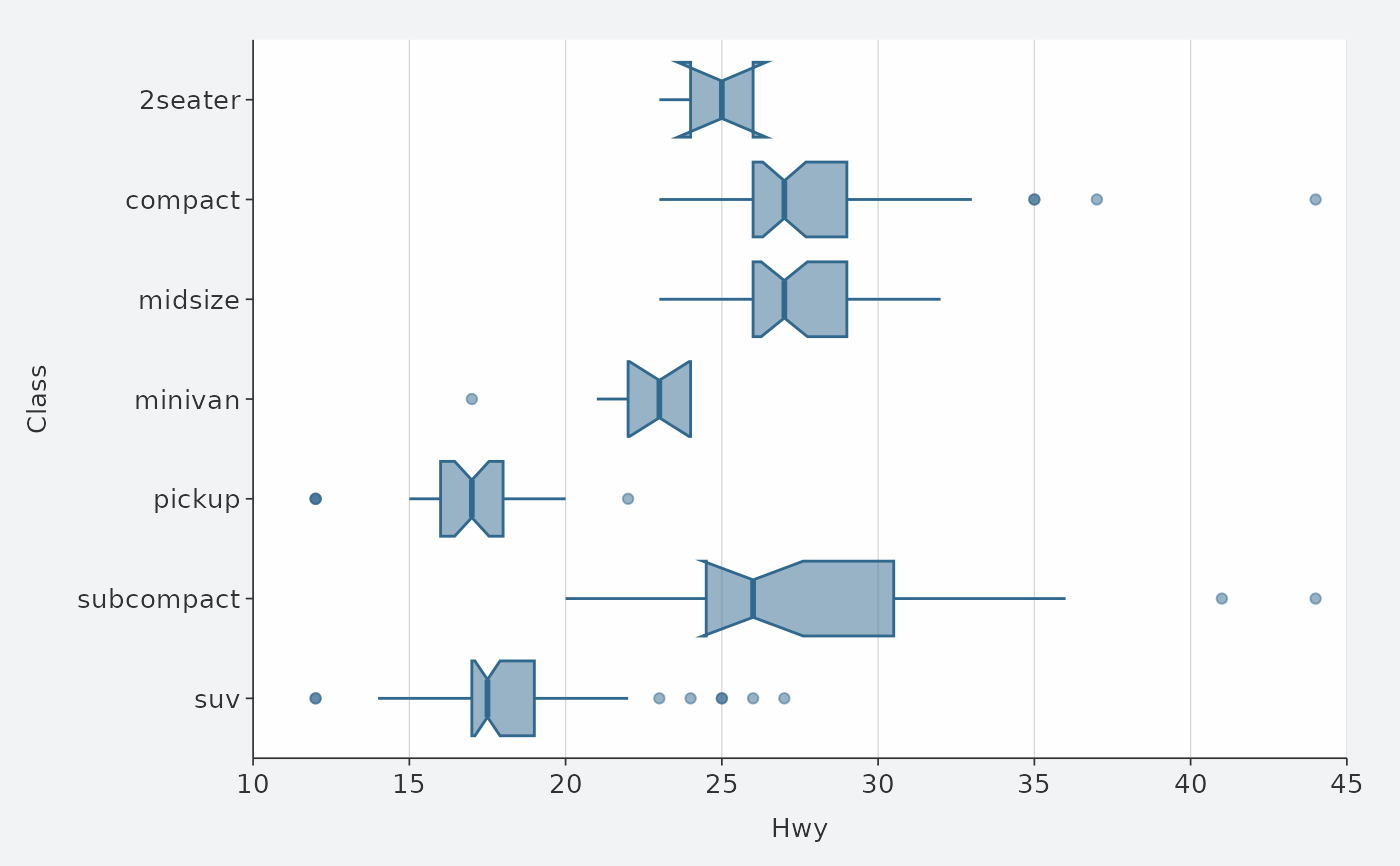 2seater
compact
midsize
minivan
pickup
subcompact
suv
Class
10 15 20 25 30 35 40 45
Hwy